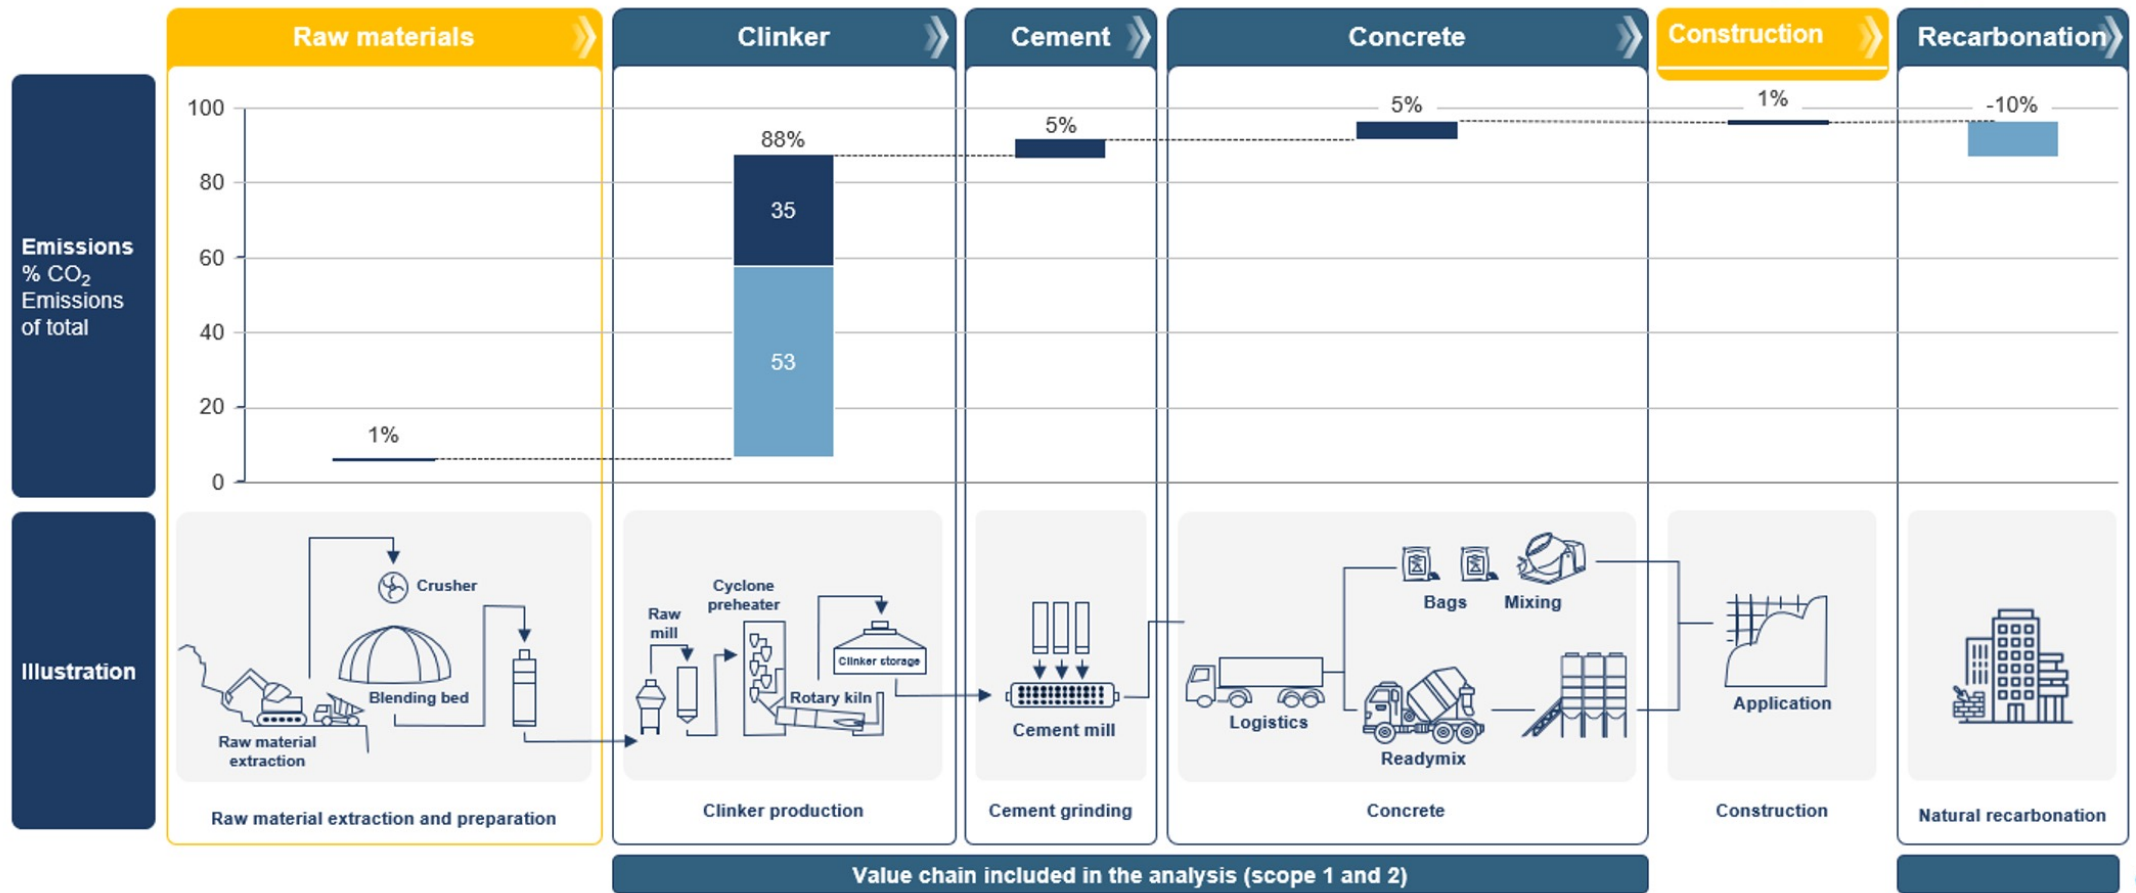 Raw materials
Clinker
Cement
Concrete
Construction
Recarbonation
Emissions
% CO₂
Emissions
of total
100
80
60
40
20
0
1%
88%
35
53
5%
5%
1%
-10%
Illustration
Crusher
Blending bed
Raw material
extraction
Raw material extraction and preparation
Raw
mill
Cyclone
preheater
Clinker storage
Rotary kiln
Clinker production
Cement mill
Cement grinding
Bags
Mixing
Logistics
Readymix
Concrete
Application
Construction
Natural recarbonation
Value chain included in the analysis (scope 1 and 2)